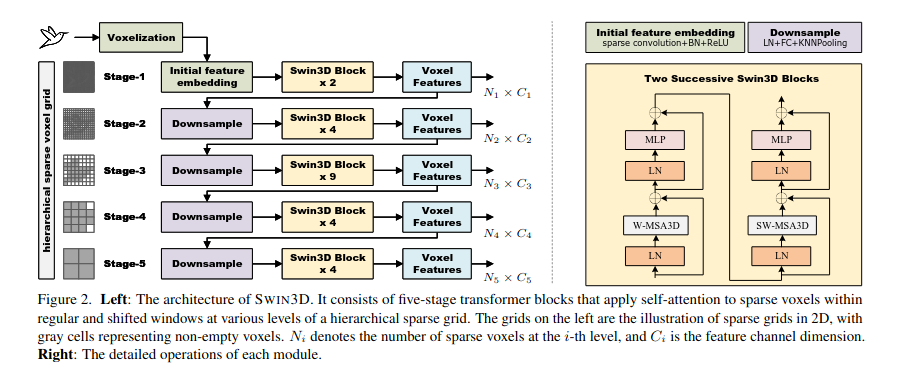 Voxelization
hierarchical sparse voxel grid
Stage-1
Initial feature
embedding
Swin3D Block
x 2
Voxel
Features
N₁ × C₁
Stage-2
Downsample
Swin3D Block
x 4
Voxel
Features
N₂ × C₂
Stage-3
Downsample
Swin3D Block
x 9
Voxel
Features
N₃ × C₃
Stage-4
Downsample
Swin3D Block
x 4
Voxel
Features
N₄ × C₄
Stage-5
Downsample
Swin3D Block
x 4
Voxel
Features
N₅ × C₅
Initial feature embedding
sparse convolution+BN+ReLU
Downsample
LN+FC+KNNPooling
Two Successive Swin3D Blocks
MLP
LN
W-MSA3D
LN
MLP
LN
SW-MSA3D
LN
Figure 2. Left: The architecture of SWIN3D. It consists of five-stage transformer blocks that apply self-attention to sparse voxels within
regular and shifted windows at various levels of a hierarchical sparse grid. The grids on the left are the illustration of sparse grids in 2D, with
gray cells representing non-empty voxels. Nᵢ denotes the number of sparse voxels at the i-th level, and Cᵢ is the feature channel dimension.
Right: The detailed operations of each module.